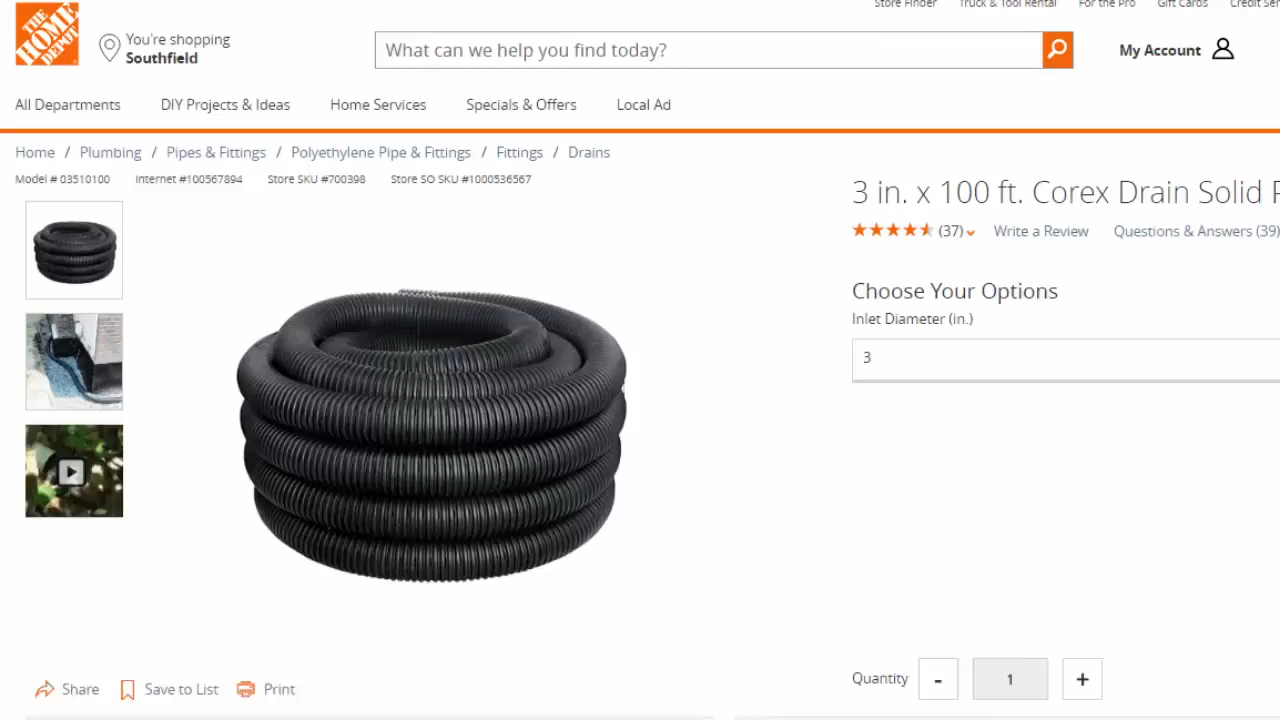 Store Finder Truck & Tool Rental For the Pro Gift Cards Credit Ser
THE HOME DEPOT
You're shopping
Southfield
What can we help you find today?
My Account
All Departments DIY Projects & Ideas Home Services Specials & Offers Local Ad
Home / Plumbing / Pipes & Fittings / Polyethylene Pipe & Fittings / Fittings / Drains
Model # 03510100 Internet #100567894 Store SKU #700398 Store SO SKU #1000536567
3 in. x 100 ft. Corex Drain Solid
(37) Write a Review Questions & Answers (39)
Choose Your Options
Inlet Diameter (in.)
3
Quantity - 1 +
Share Save to List Print